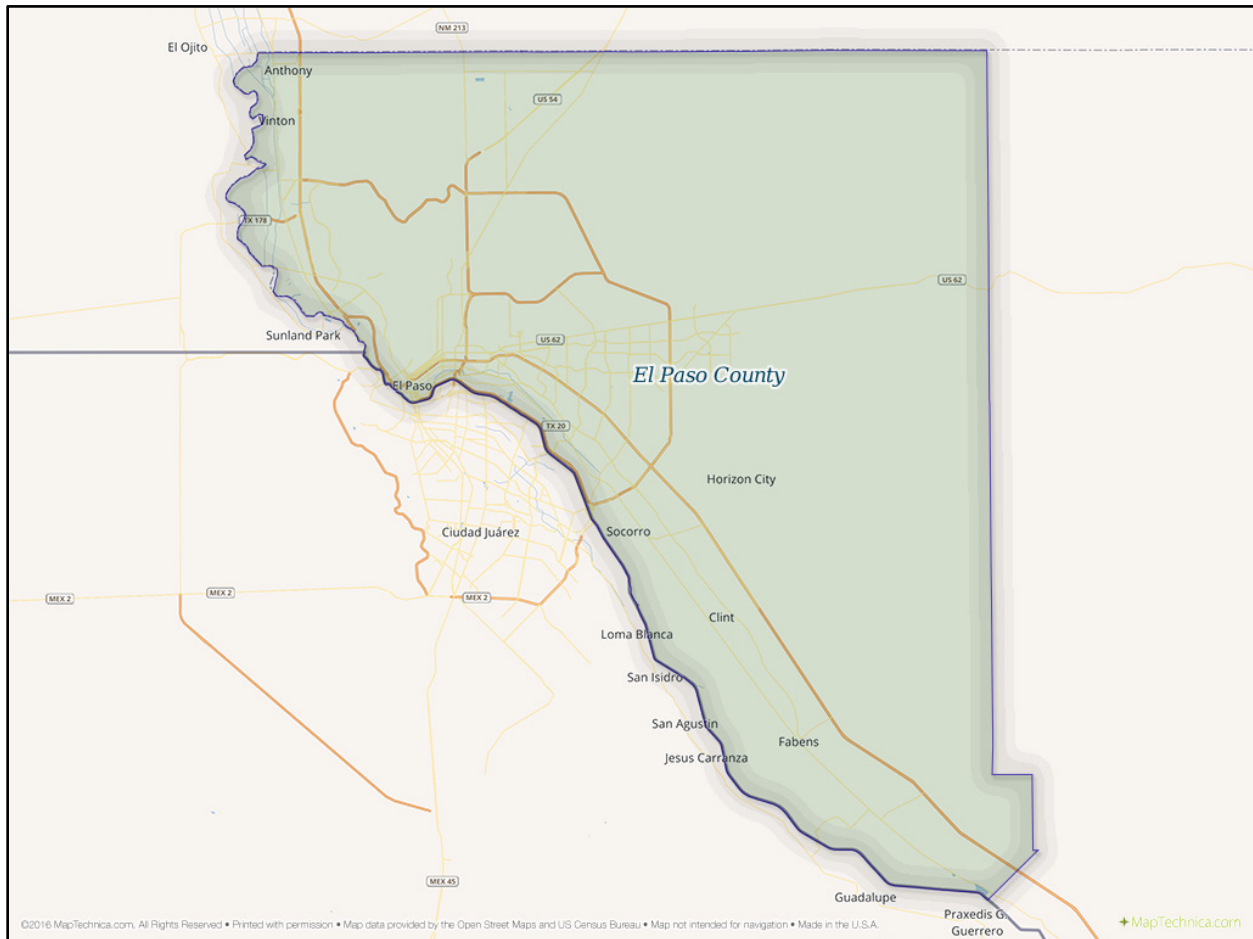 NM 213
El Ojito
Anthony
US 54
Vinton
TX 178
US 62
Sunland Park
US 62
El Paso County
El Paso
TX 20
Horizon City
Ciudad Juárez
Socorro
MEX 2
MEX 2
MEX 2
Clint
Loma Blanca
San Isidro
San Agustin
Fabens
Jesus Carranza
MEX 45
Guadalupe
Praxedis G.
Guerrero
©2016 MapTechnica.com. All Rights Reserved • Printed with permission • Map data provided by the Open Street Maps and US Census Bureau • Map not intended for navigation • Made in the U.S.A.
MapTechnica.com